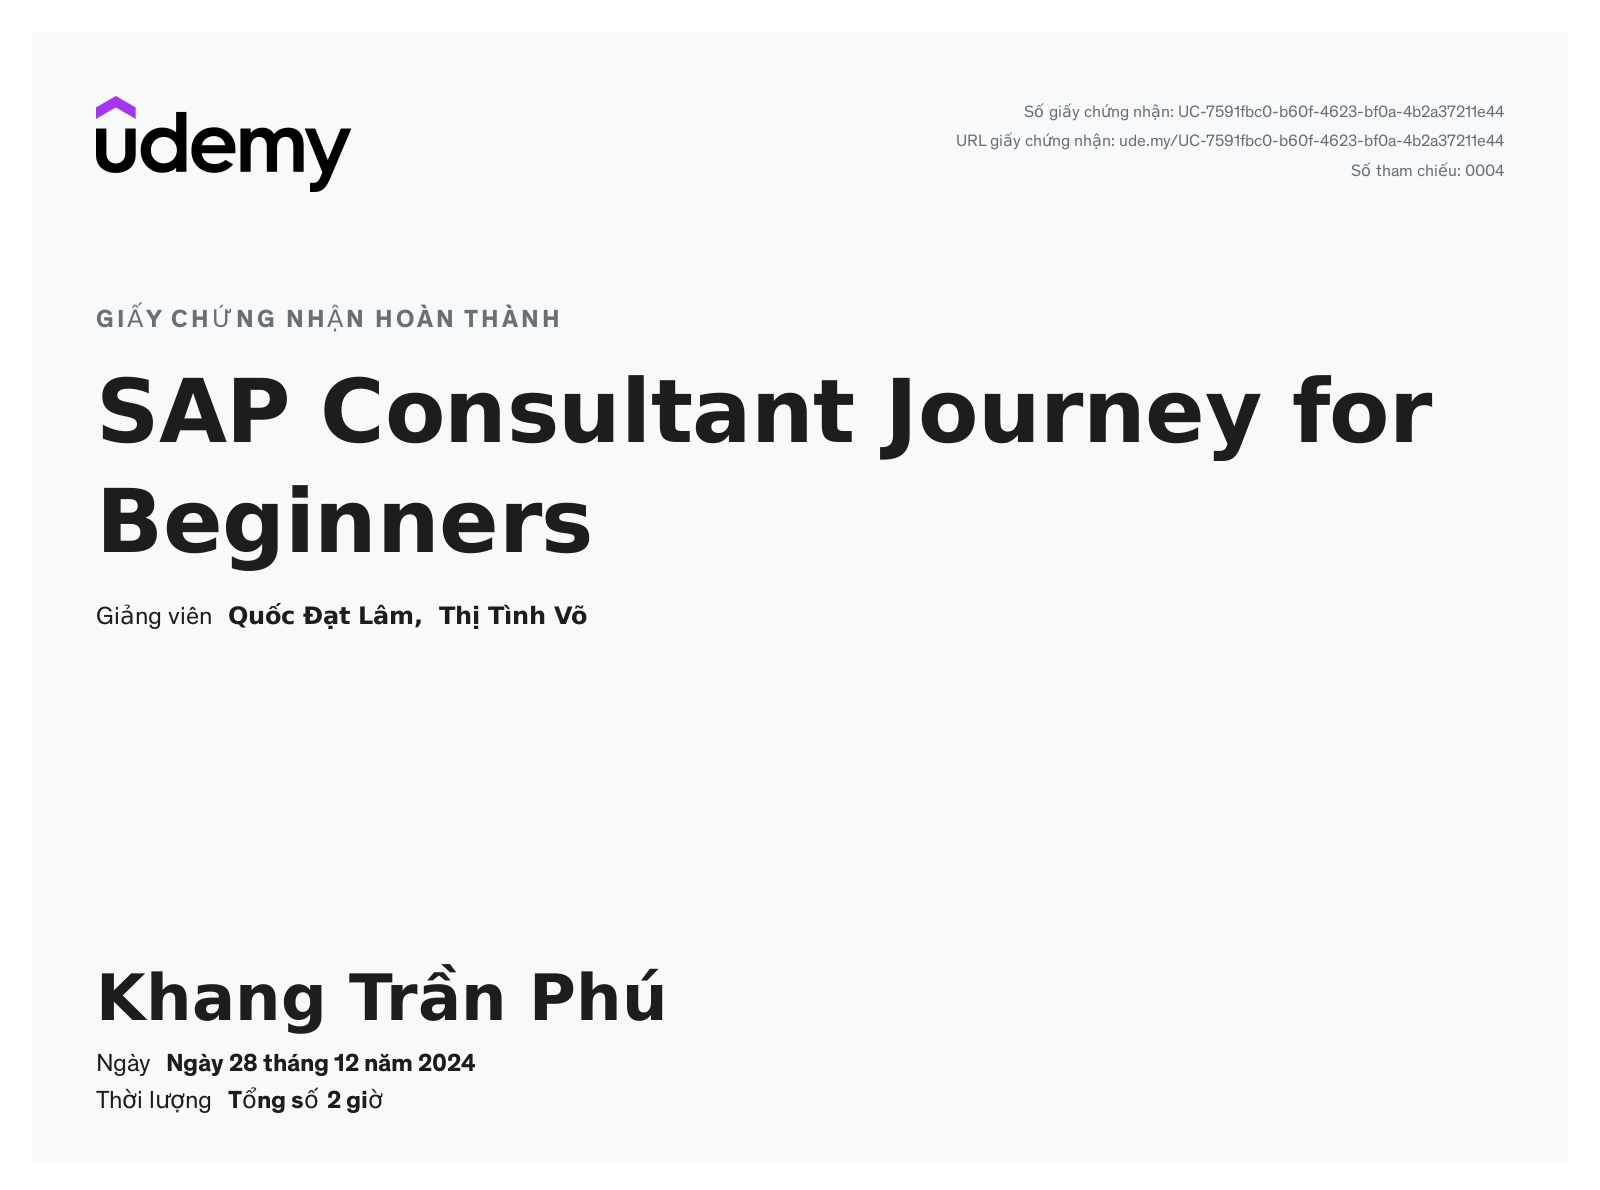 udemy
Số giấy chứng nhận: UC-7591fbc0-b60f-4623-bf0a-4b2a37211e44
URL giấy chứng nhận: ude.my/UC-7591fbc0-b60f-4623-bf0a-4b2a37211e44
Số tham chiếu: 0004
GIẤY CHỨNG NHẬN HOÀN THÀNH
SAP Consultant Journey for
Beginners
Giảng viên Quốc Đạt Lâm, Thị Tình Võ
Khang Trần Phú
Ngày Ngày 28 tháng 12 năm 2024
Thời lượng Tổng số 2 giờ